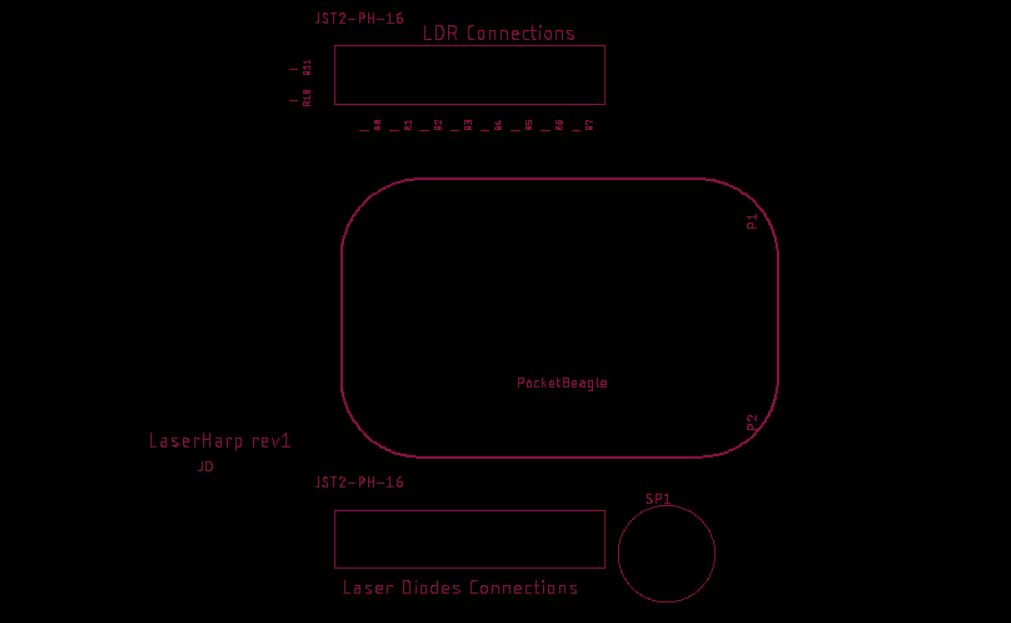 JST2-PH-16
LDR Connections
R11
R10
R8 R1 R2 R3 R4 R5 R6 R7
P1
PocketBeagle
P2
LaserHarp rev1
JD
JST2-PH-16
SP1
Laser Diodes Connections